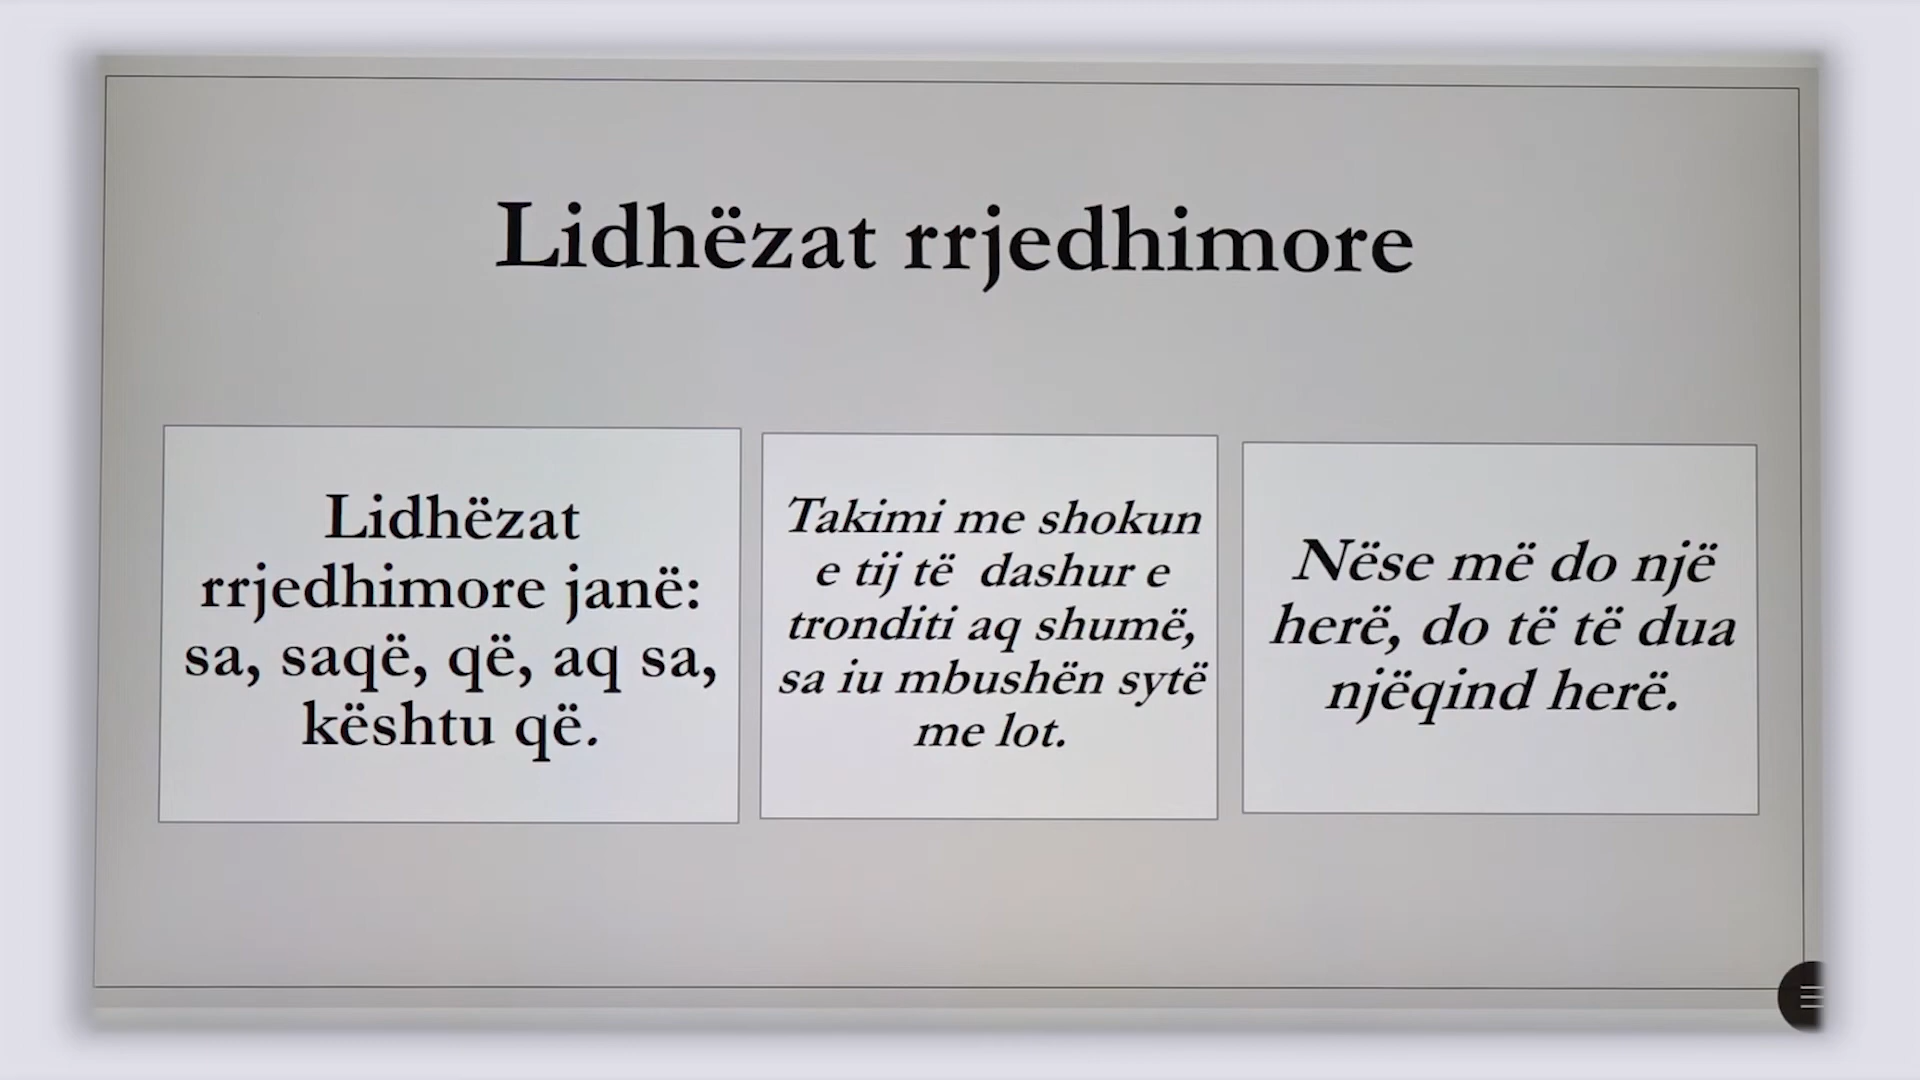 Lidhëzat rrjedhimore
Lidhëzat
rrjedhimore janë:
sa, saqë, që, aq sa,
kështu që.
Takimi me shokun
e tij të dashur e
tronditi aq shumë,
sa iu mbushën sytë
me lot.
Nëse më do një
herë, do të të dua
njëqind herë.